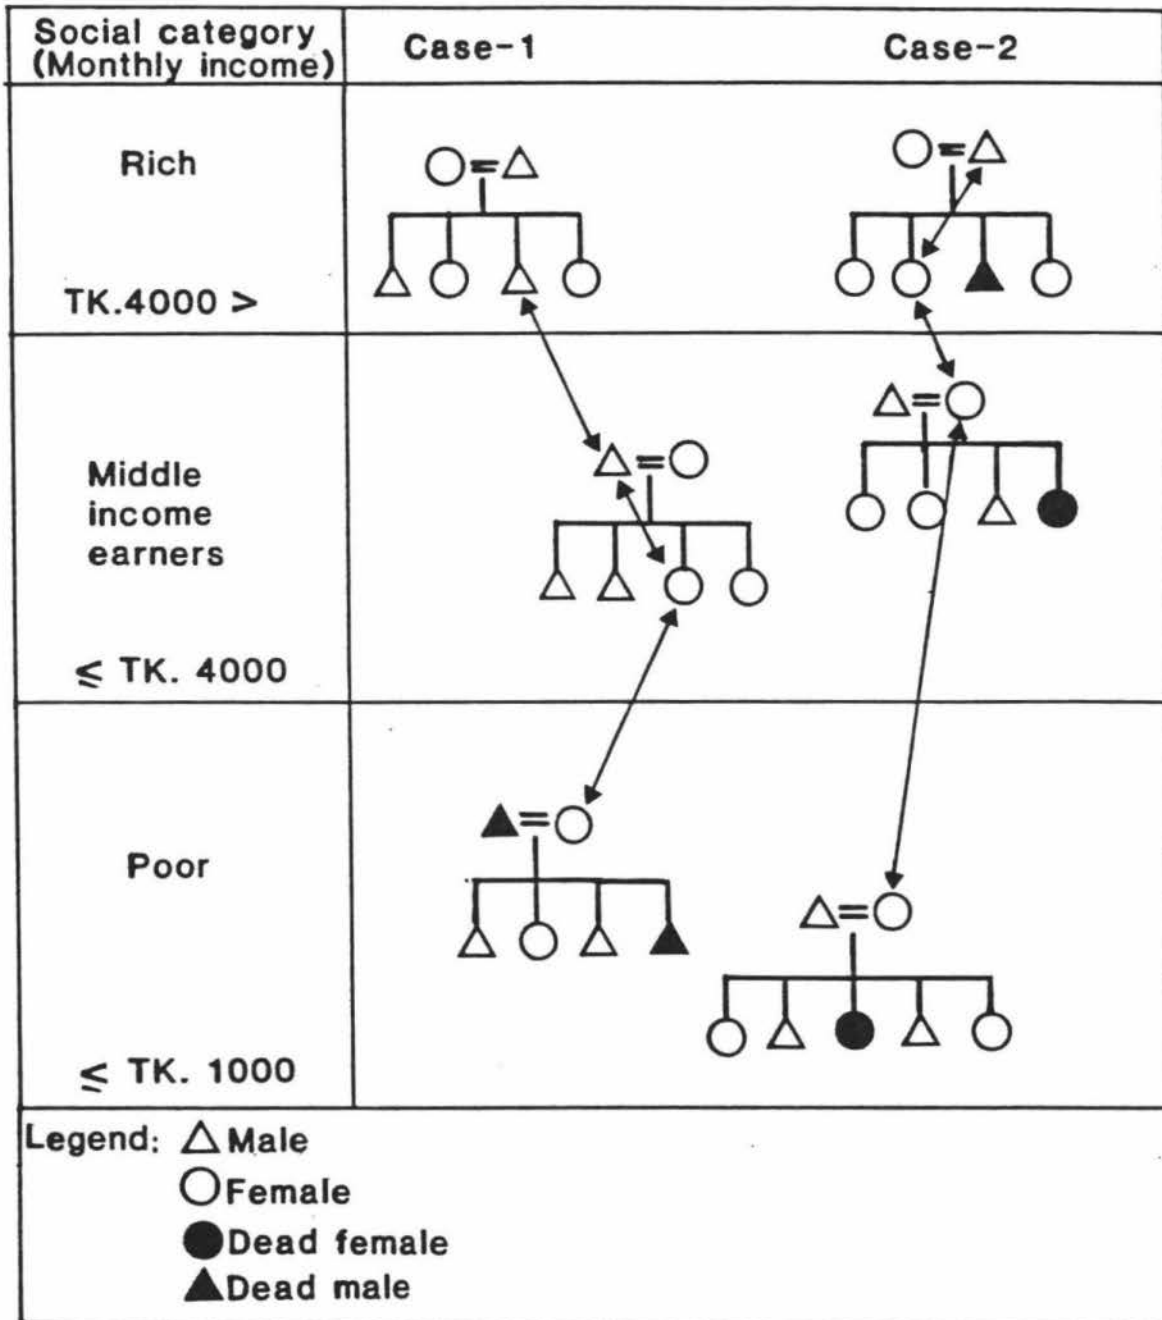 Social category
(Monthly income)
Case-1
Case-2
Rich
TK.4000 >
Middle
income
earners
≤ TK. 4000
Poor
≤ TK. 1000
Legend: △ Male
○ Female
● Dead female
▲ Dead male